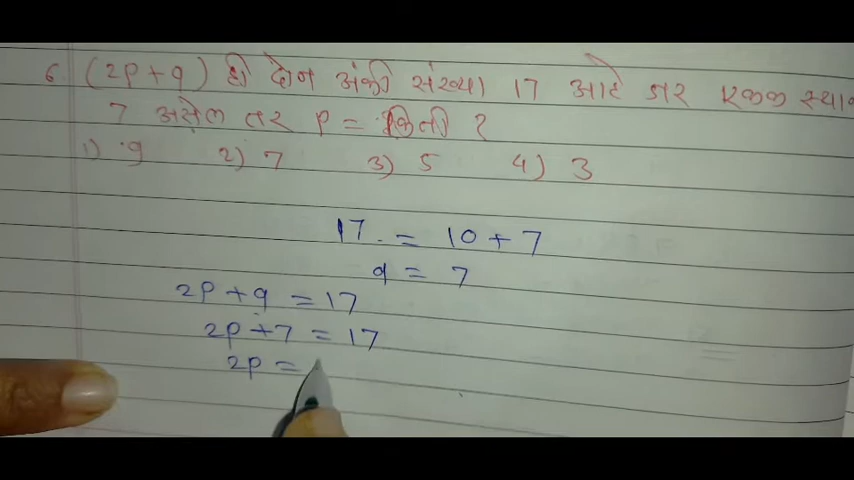 6 (2p+q) ही दोन अंकी संख्या 17 आहे जर एकक स्थान
7 असेल तर p = किती ?
1) 9 2) 7 3) 5 4) 3
17 = 10 + 7
q = 7
2p + q = 17
2p + 7 = 17
2p =